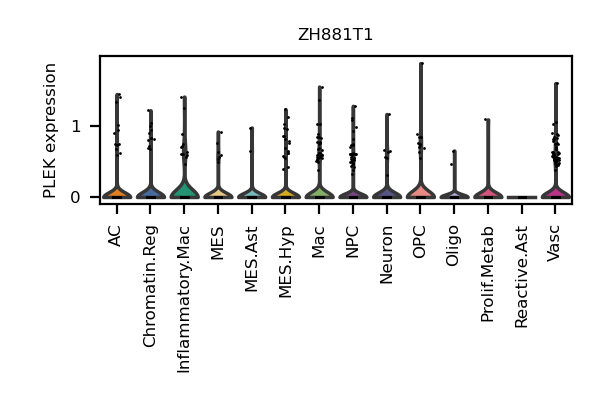 ZH881T1
PLEK expression
1
0
AC
Chromatin.Reg
Inflammatory.Mac
MES
MES.Ast
MES.Hyp
Mac
NPC
Neuron
OPC
Oligo
Prolif.Metab
Reactive.Ast
Vasc